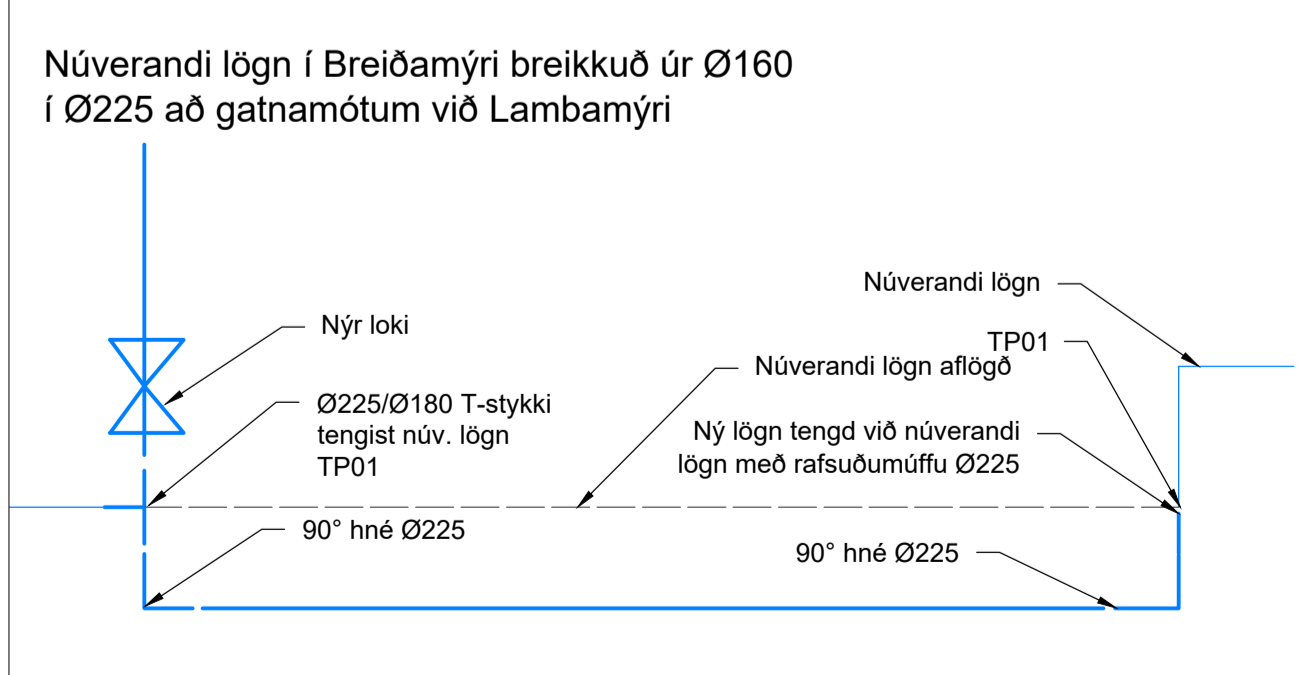 Núverandi lögn í Breiðamýri breikkuð úr Ø160
í Ø225 að gatnamótum við Lambamýri
Núverandi lögn
Nýr loki
TP01
Núverandi lögn aflögð
Ø225/Ø180 T-stykki
tengist núv. lögn
TP01
Ný lögn tengd við núverandi
lögn með rafsuðumúffu Ø225
90° hné Ø225
90° hné Ø225